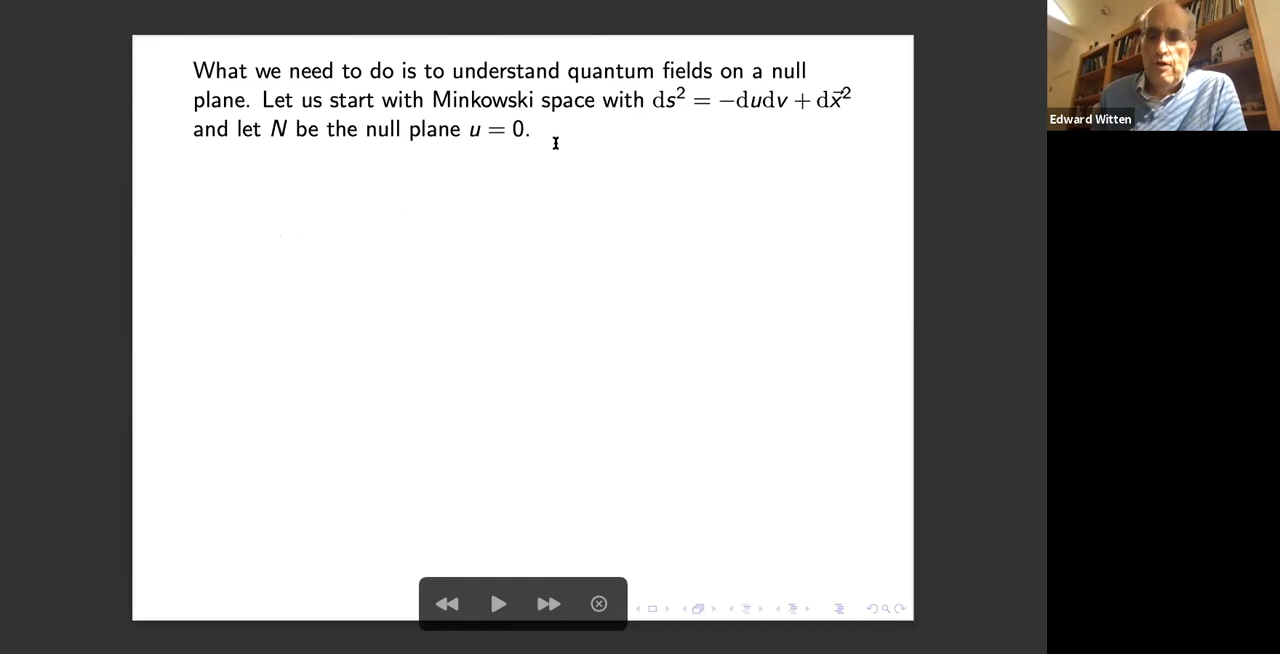 What we need to do is to understand quantum fields on a null
plane. Let us start with Minkowski space with ds² = −dudv + dx⃗²
and let N be the null plane u = 0.
Edward Witten